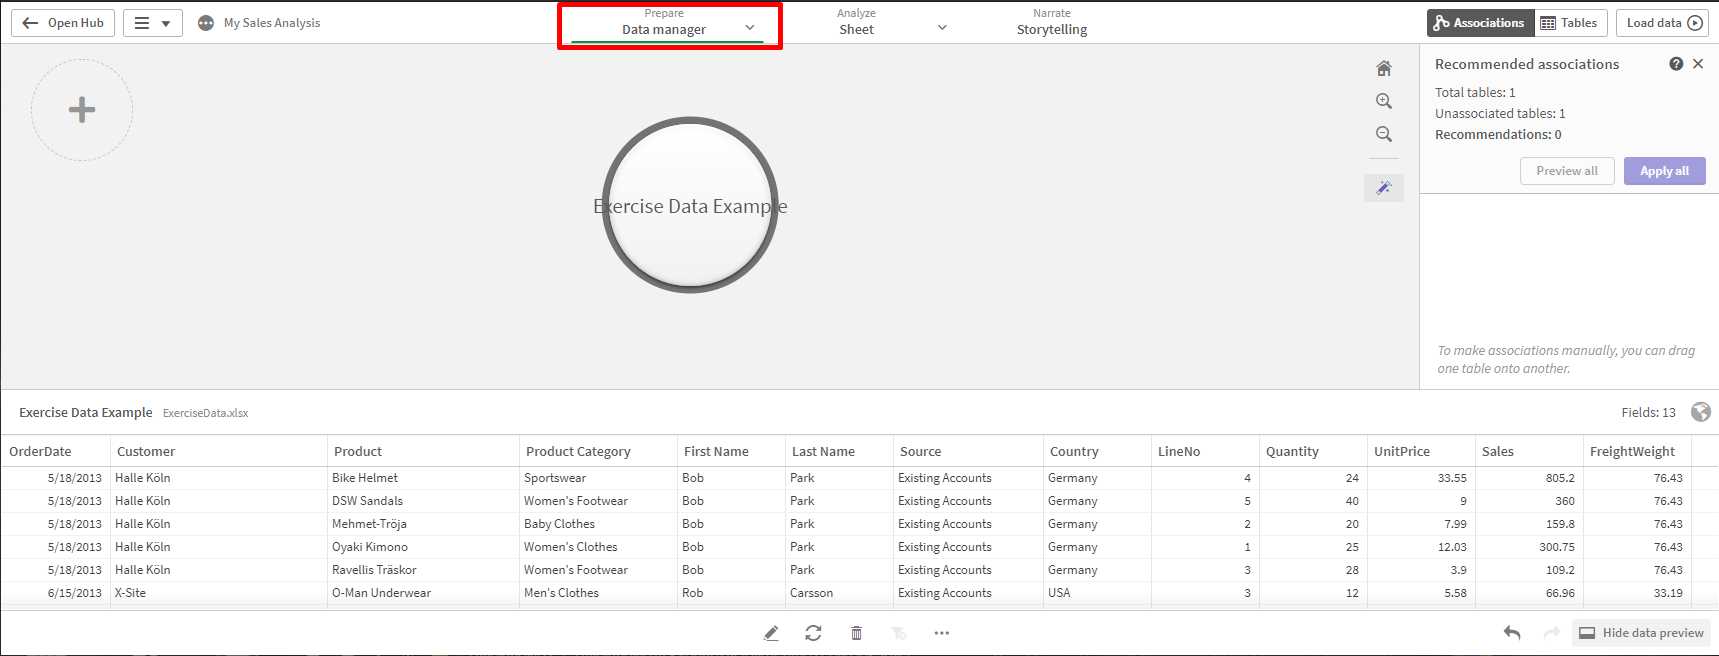 Open Hub
My Sales Analysis
Prepare
Data manager
Analyze
Sheet
Narrate
Storytelling
Associations
Tables
Load data
Exercise Data Example
Recommended associations
Total tables: 1
Unassociated tables: 1
Recommendations: 0
Preview all
Apply all
To make associations manually, you can drag
one table onto another.
Exercise Data Example ExerciseData.xlsx
Fields: 13
OrderDate Customer Product Product Category First Name Last Name Source Country LineNo Quantity UnitPrice Sales FreightWeight
5/18/2013 Halle Köln Bike Helmet Sportswear Bob Park Existing Accounts Germany 4 24 33.55 805.2 76.43
5/18/2013 Halle Köln DSW Sandals Women's Footwear Bob Park Existing Accounts Germany 5 40 9 360 76.43
5/18/2013 Halle Köln Mehmet-Tröja Baby Clothes Bob Park Existing Accounts Germany 2 20 7.99 159.8 76.43
5/18/2013 Halle Köln Oyaki Kimono Women's Clothes Bob Park Existing Accounts Germany 1 25 12.03 300.75 76.43
5/18/2013 Halle Köln Ravellis Träskor Women's Footwear Bob Park Existing Accounts Germany 3 28 3.9 109.2 76.43
6/15/2013 X-Site O-Man Underwear Men's Clothes Rob Carsson Existing Accounts USA 3 12 5.58 66.96 33.19
Hide data preview